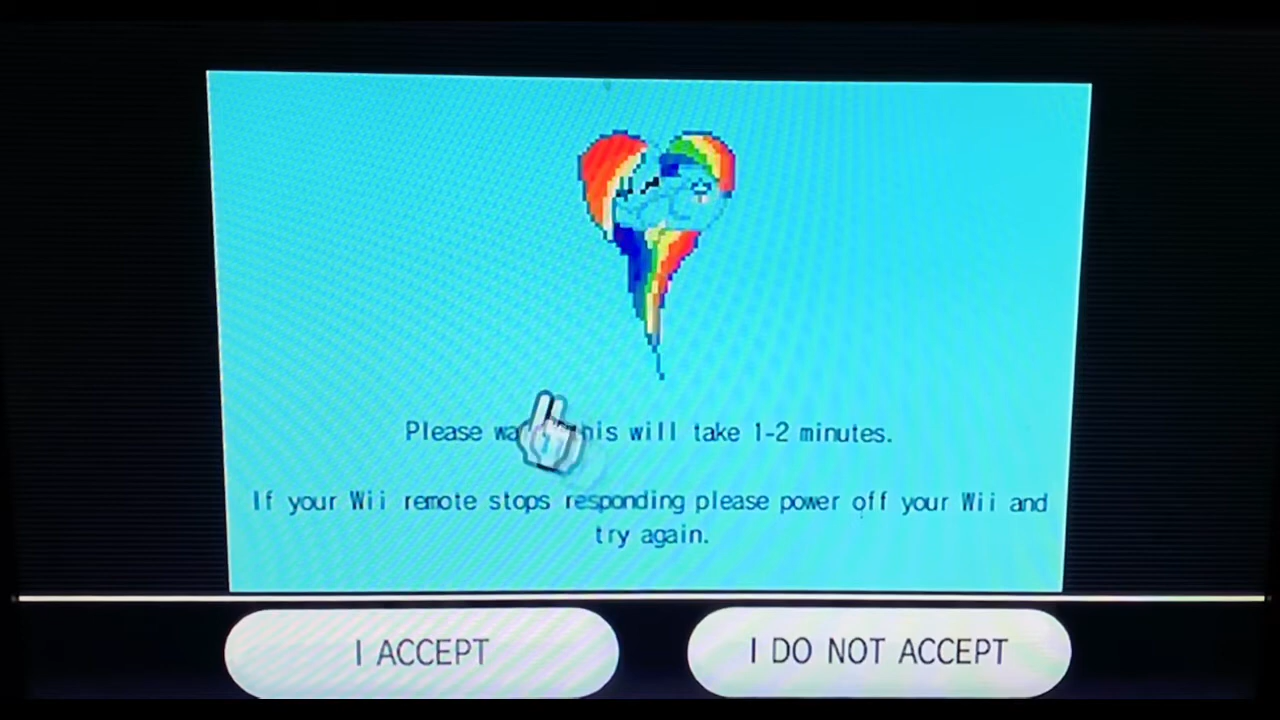 Please wa his will take 1-2 minutes.
If your Wii remote stops responding please power off your Wii and
try again.
I ACCEPT
I DO NOT ACCEPT